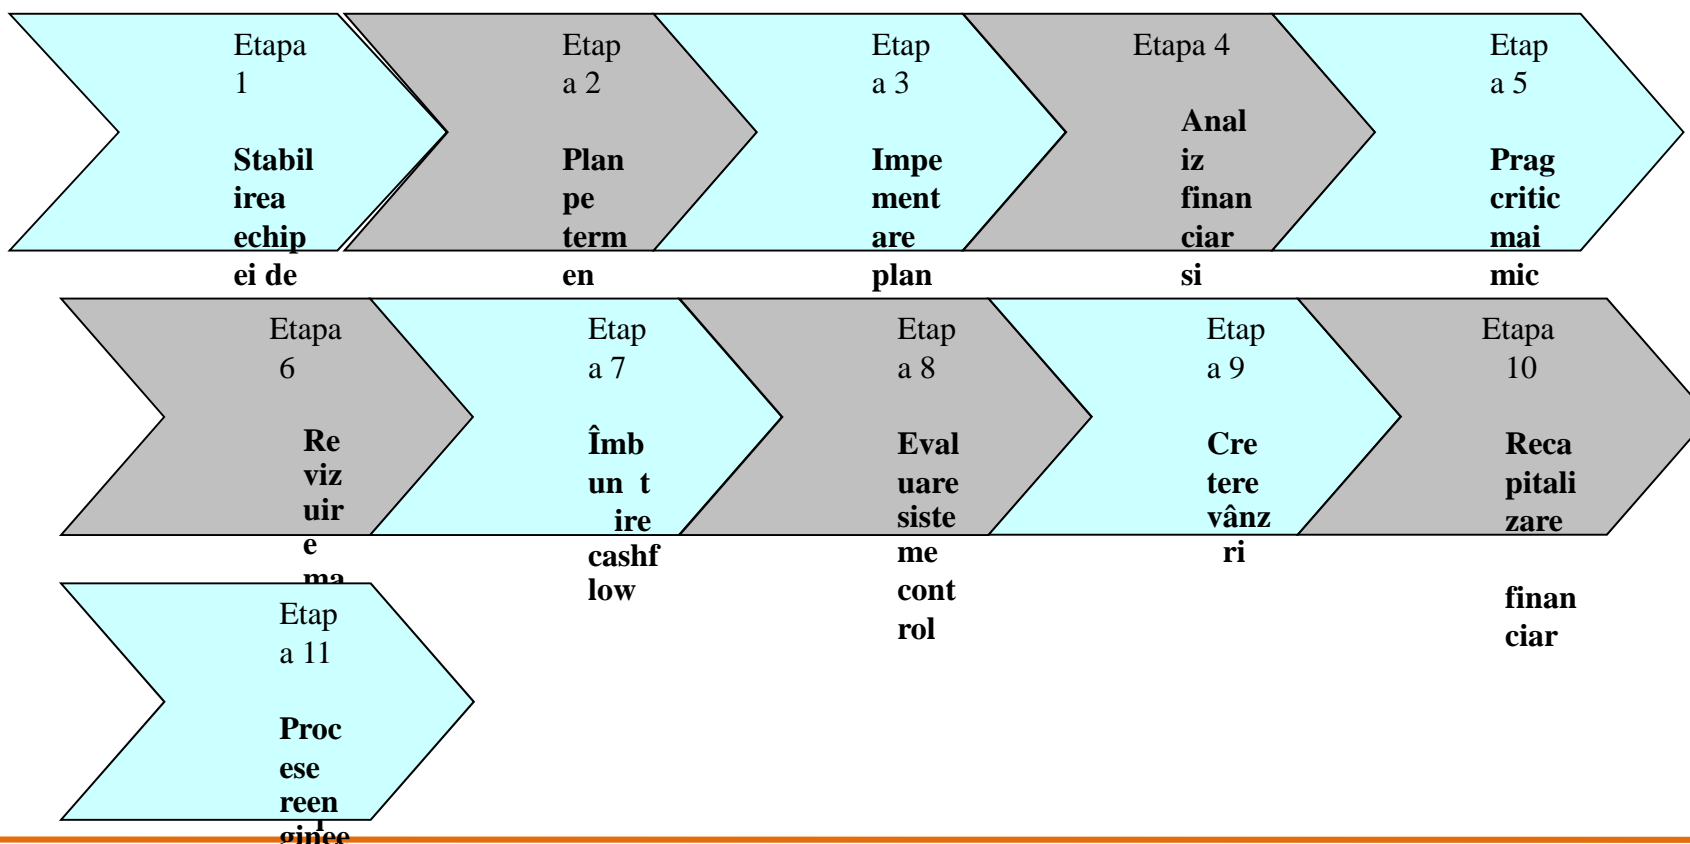 Etapa
1
Stabil
irea
echip
ei de
Etap
a 2
Plan
pe
term
en
Etap
a 3
Impe
ment
are
plan
Etapa 4
Anal
iz
finan
ciar
si
Etap
a 5
Prag
critic
mai
mic
Etapa
6
Re
viz
uir
e
ma
Etap
a 7
Îmb
un t
ire
cashf
low
Etap
a 8
Eval
uare
siste
me
cont
rol
Etap
a 9
Cre
tere
vânz
ri
Etapa
10
Reca
pitali
zare
finan
ciar
Etap
a 11
Proc
ese
reen
ginee